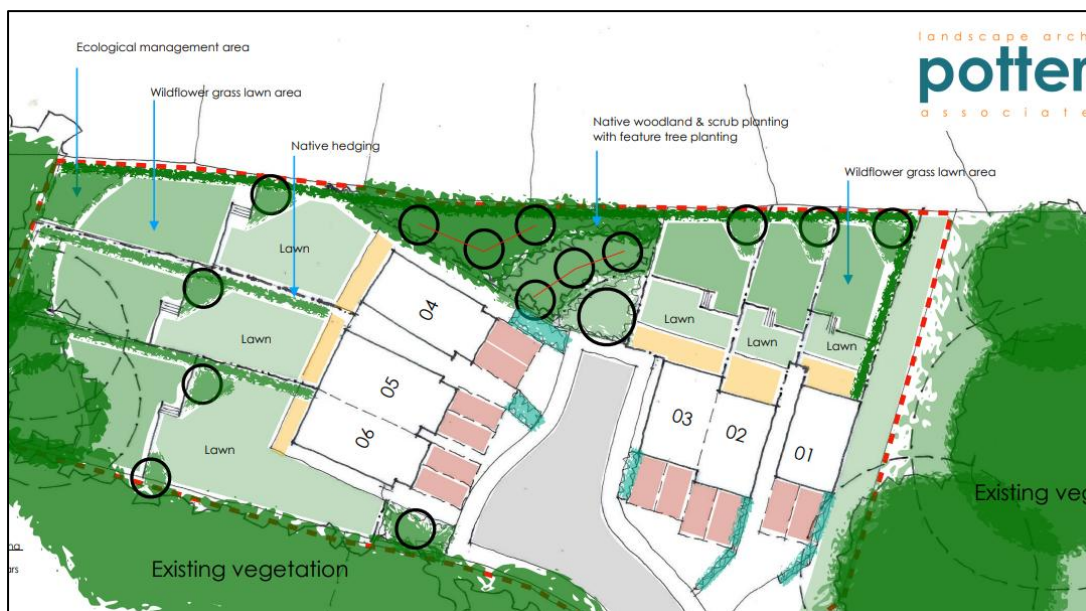 landscape arch
potter
associate
Ecological management area
Wildflower grass lawn area
Native hedging
Native woodland & scrub planting
with feature tree planting
Wildflower grass lawn area
Lawn
Lawn
Lawn
Lawn
Lawn
Lawn
04
05
06
03
02
01
Existing veg
Existing vegetation